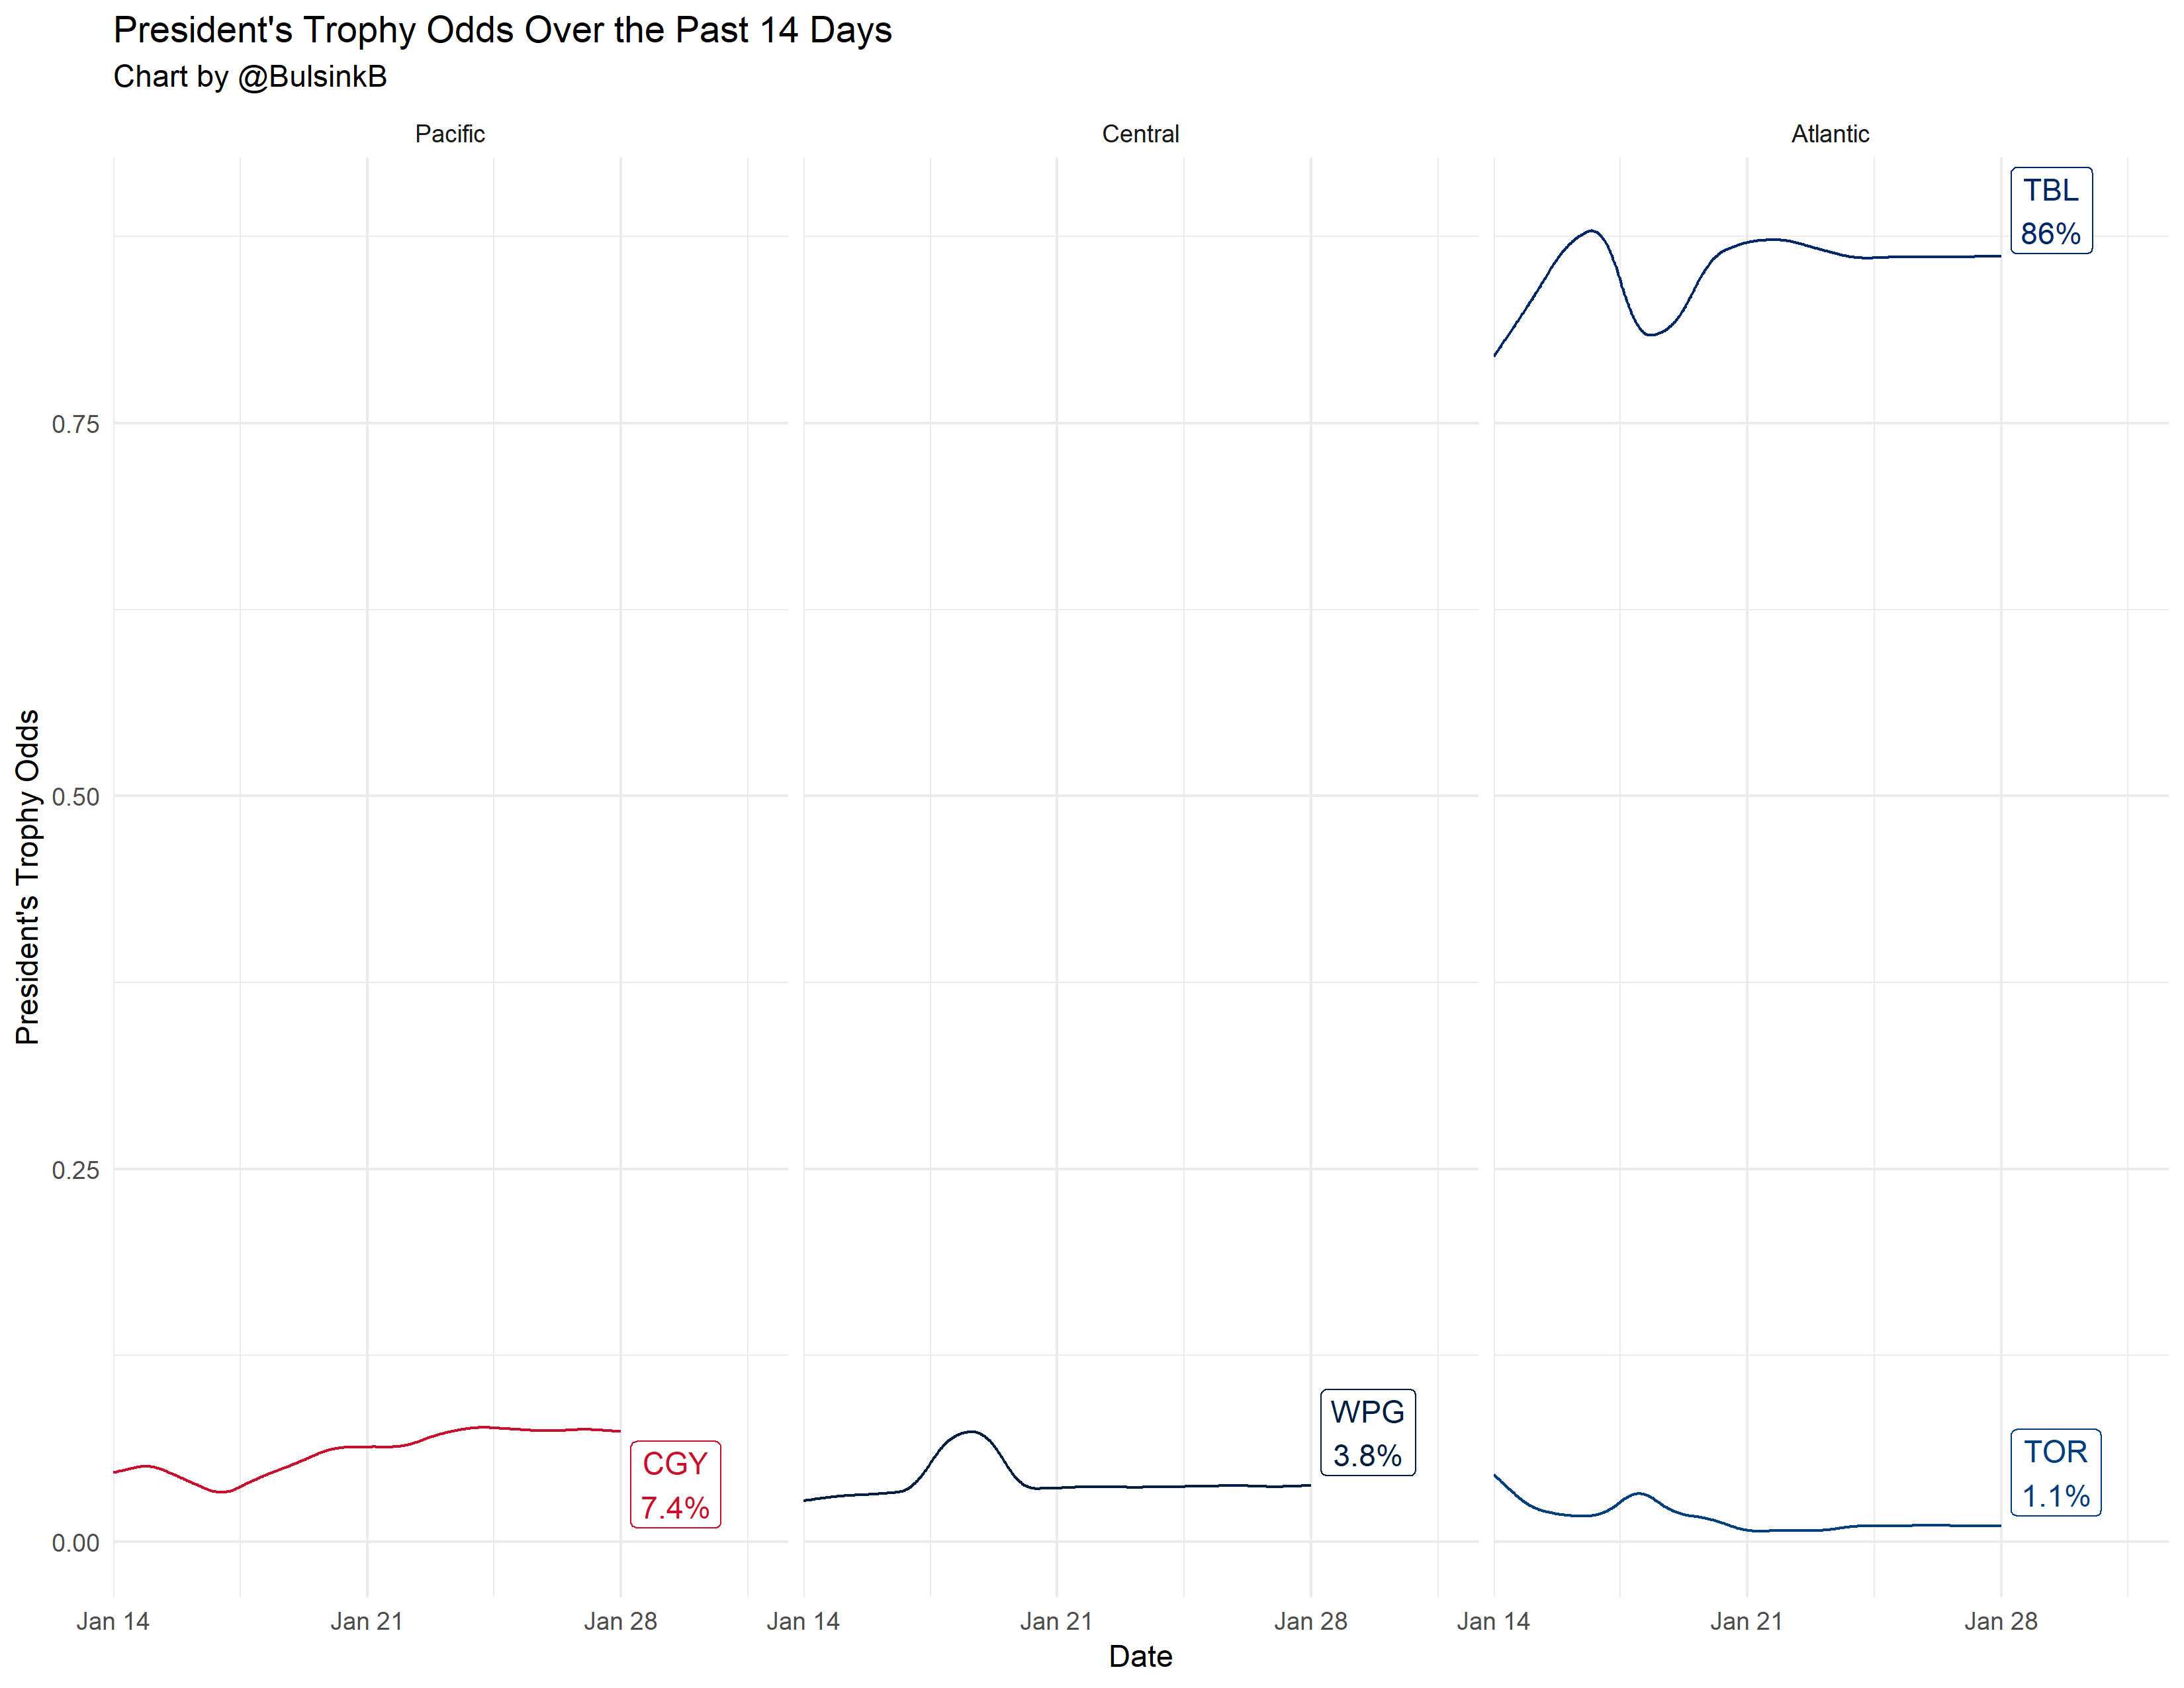 President's Trophy Odds Over the Past 14 Days
Chart by @BulsinkB
Pacific
Central
Atlantic
TBL
86%
0.75
0.50
0.25
0.00
President's Trophy Odds
CGY
7.4%
WPG
3.8%
TOR
1.1%
Jan 14
Jan 21
Jan 28
Jan 14
Jan 21
Jan 28
Jan 14
Jan 21
Jan 28
Date